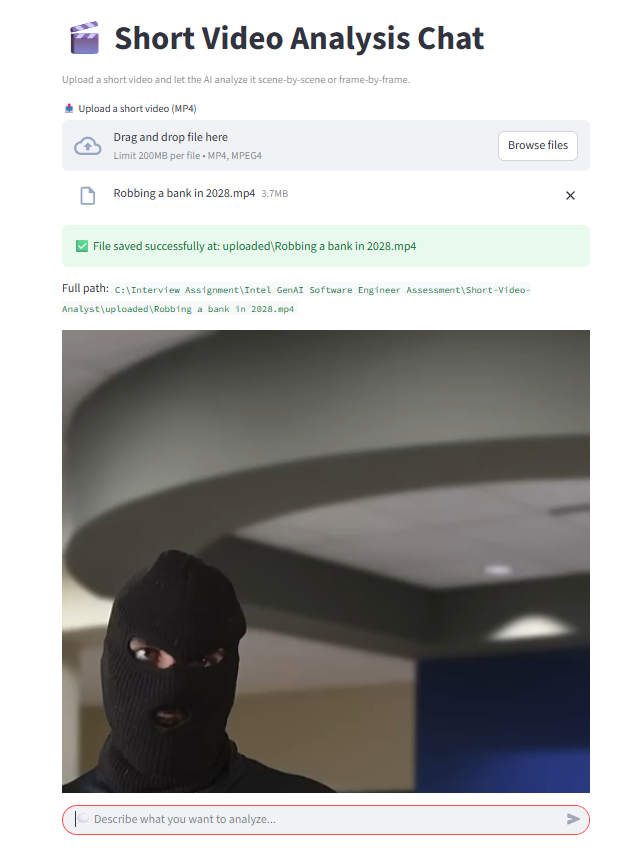 Short Video Analysis Chat
Upload a short video and let the AI analyze it scene-by-scene or frame-by-frame.
Upload a short video (MP4)
Drag and drop file here
Limit 200MB per file • MP4, MPEG4
Browse files
Robbing a bank in 2028.mp4 3.7MB
File saved successfully at: uploaded\Robbing a bank in 2028.mp4
Full path: C:\Interview Assignment\Intel GenAI Software Engineer Assessment\Short-Video-
Analyst\uploaded\Robbing a bank in 2028.mp4
Describe what you want to analyze...